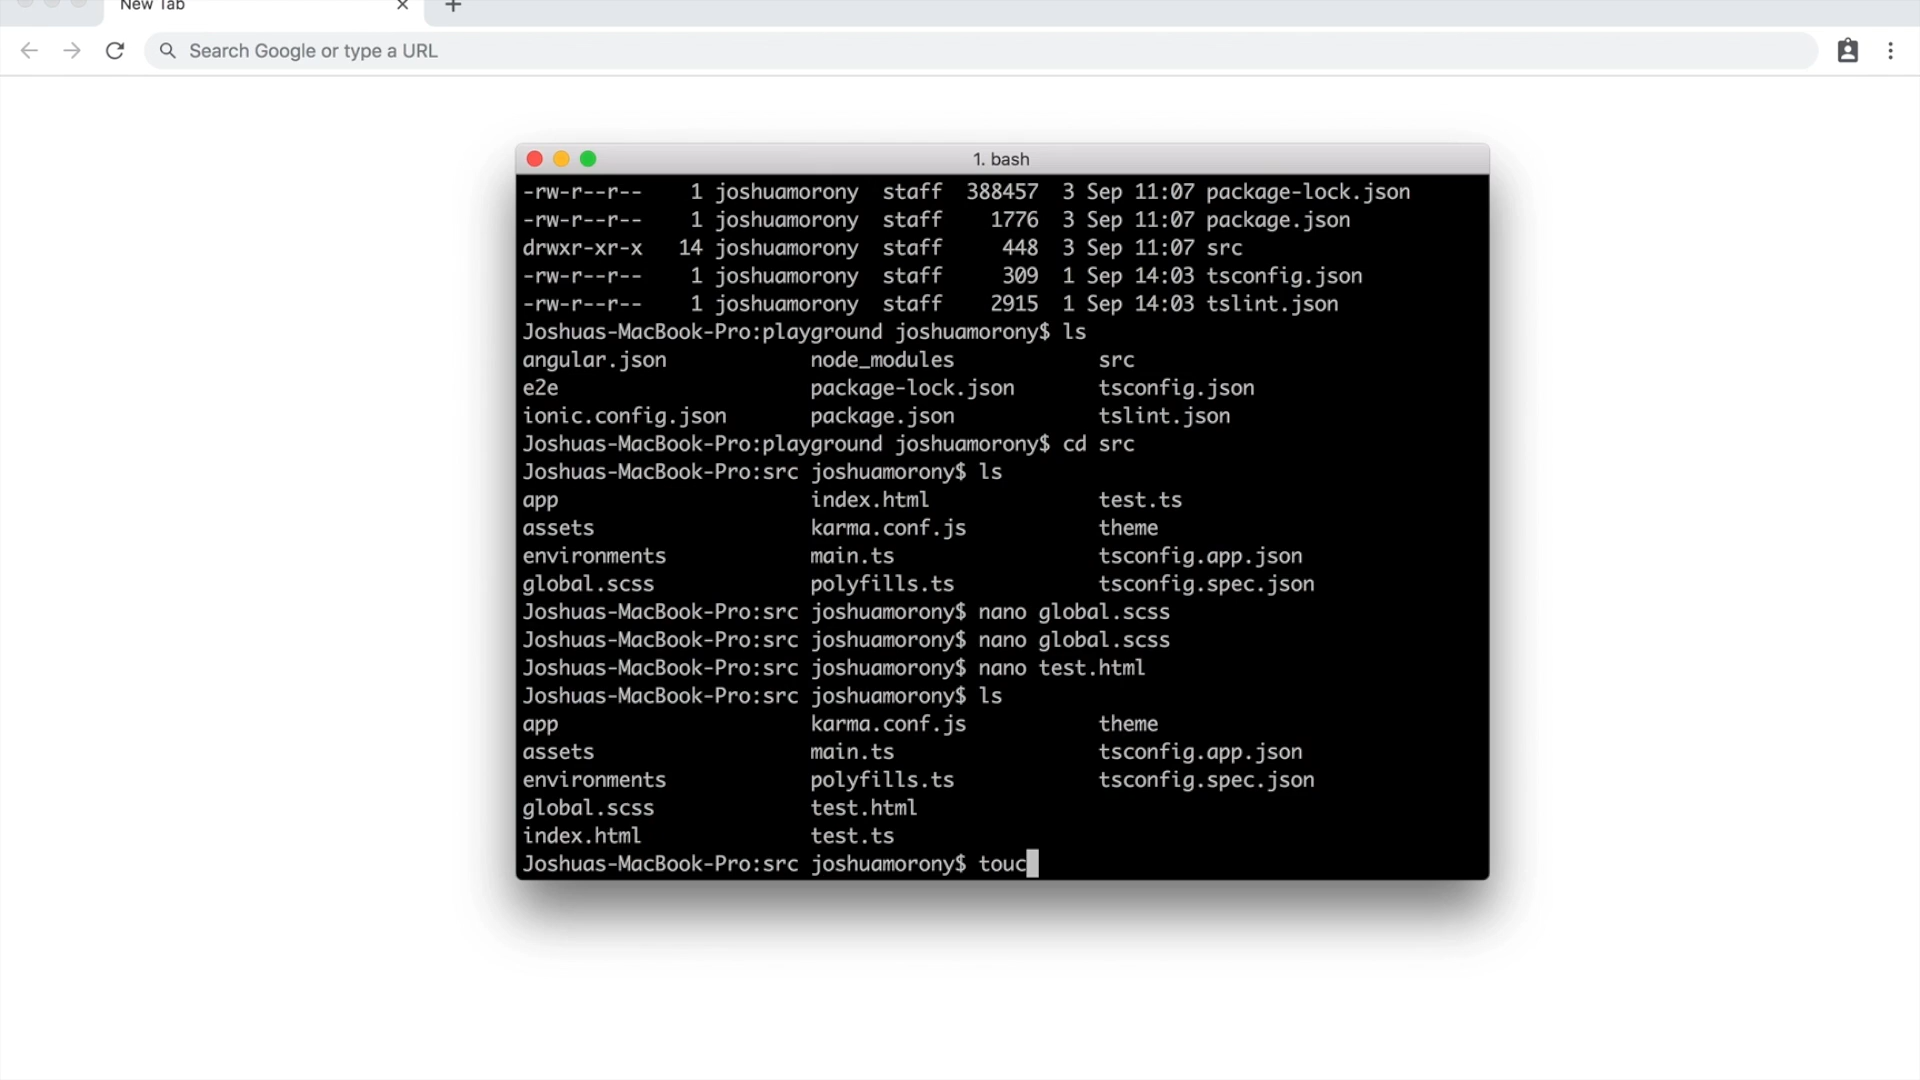 New Tab
Search Google or type a URL
1. bash
-rw-r--r-- 1 joshuamorony staff 388457 3 Sep 11:07 package-lock.json
-rw-r--r-- 1 joshuamorony staff 1776 3 Sep 11:07 package.json
drwxr-xr-x 14 joshuamorony staff 448 3 Sep 11:07 src
-rw-r--r-- 1 joshuamorony staff 309 1 Sep 14:03 tsconfig.json
-rw-r--r-- 1 joshuamorony staff 2915 1 Sep 14:03 tslint.json
Joshuas-MacBook-Pro:playground joshuamorony$ ls
angular.json node_modules src
e2e package-lock.json tsconfig.json
ionic.config.json package.json tslint.json
Joshuas-MacBook-Pro:playground joshuamorony$ cd src
Joshuas-MacBook-Pro:src joshuamorony$ ls
app index.html test.ts
assets karma.conf.js theme
environments main.ts tsconfig.app.json
global.scss polyfills.ts tsconfig.spec.json
Joshuas-MacBook-Pro:src joshuamorony$ nano global.scss
Joshuas-MacBook-Pro:src joshuamorony$ nano global.scss
Joshuas-MacBook-Pro:src joshuamorony$ nano test.html
Joshuas-MacBook-Pro:src joshuamorony$ ls
app karma.conf.js theme
assets main.ts tsconfig.app.json
environments polyfills.ts tsconfig.spec.json
global.scss test.html
index.html test.ts
Joshuas-MacBook-Pro:src joshuamorony$ touc